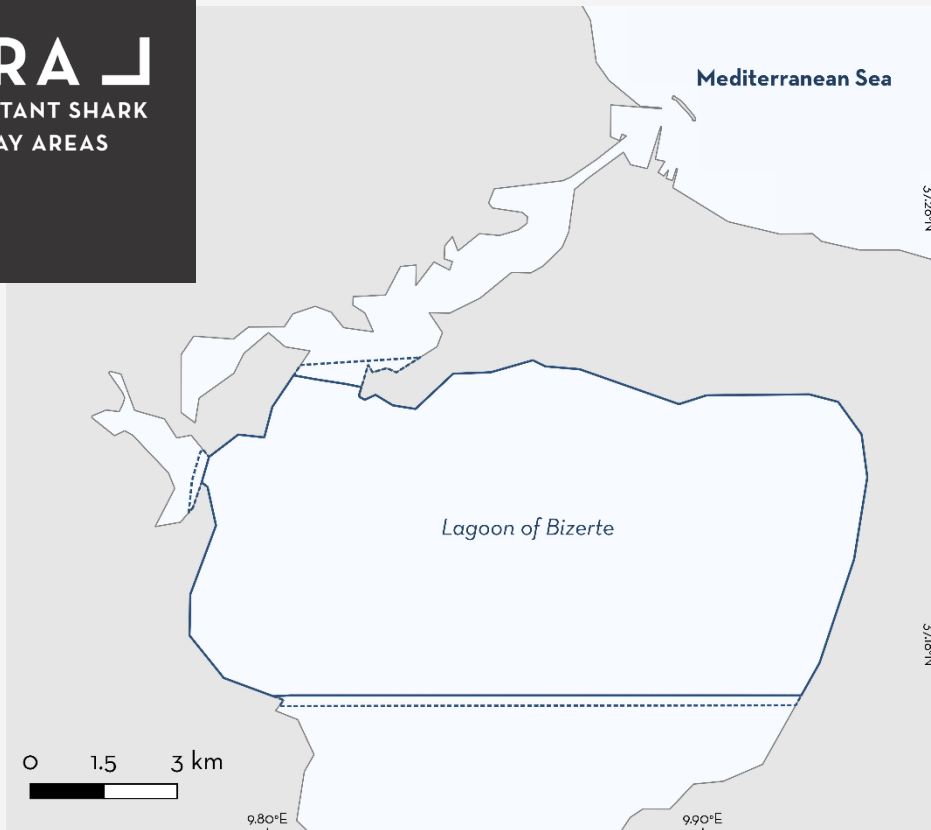 RA
TANT SHARK
AY AREAS
Mediterranean Sea
Lagoon of Bizerte
0 1.5 3 km
9.80°E
9.90°E